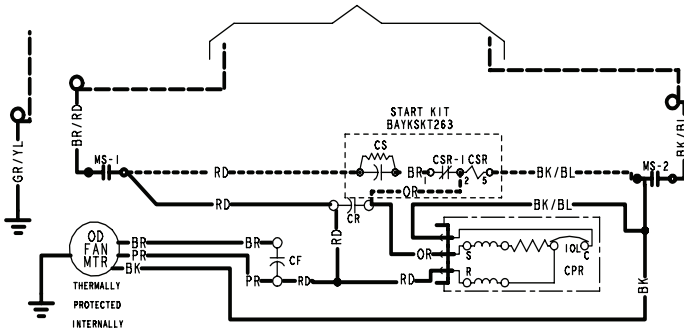 START KIT
BAYKSKT263
BR/RD
GR/YL
BK/BL
MS-1
CS
CSR-1 CSR
MS-2
RD
BR
1
2
5
BK/BL
OR
RD
CR
BK/BL
RD
OD
FAN
MTR
BR
BR
PR
BK
CF
PR
RD
RD
OR
S
R
IOL
C
CPR
BK
THERMALLY
PROTECTED
INTERNALLY